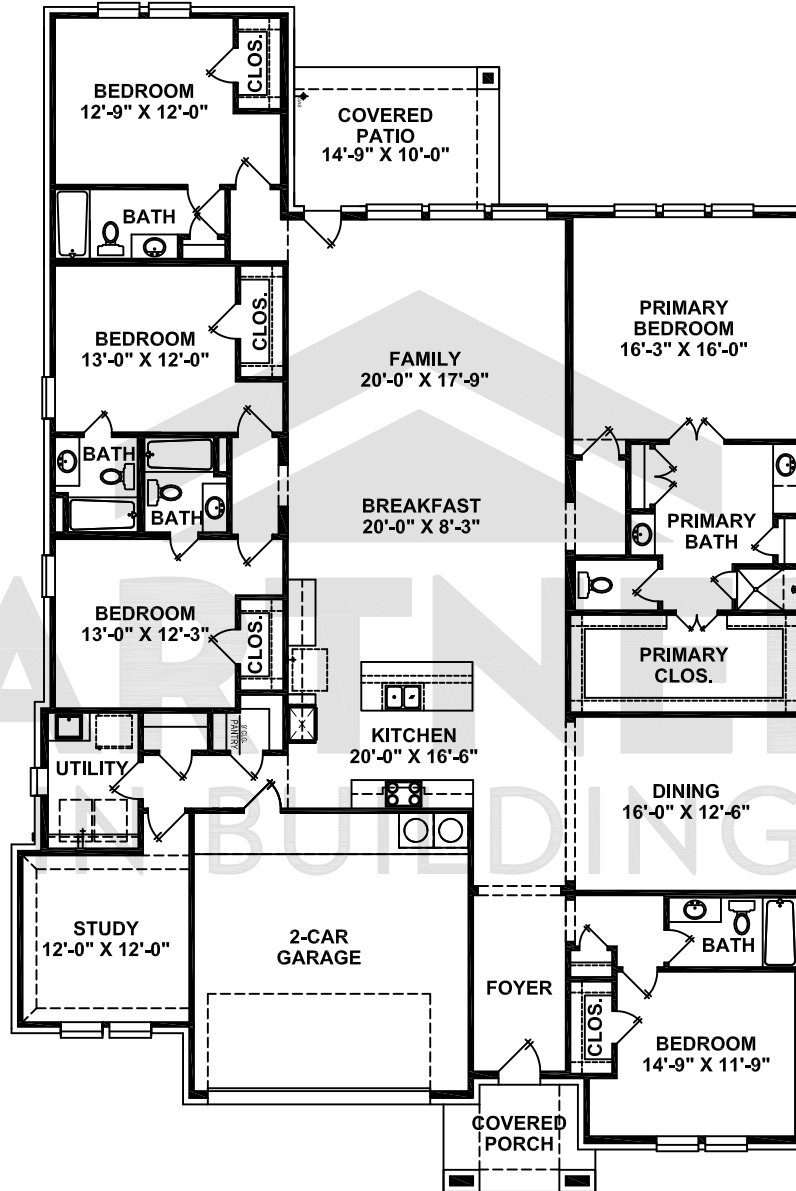 BEDROOM
12'-9" X 12'-0"
CLOS.
COVERED
PATIO
14'-9" X 10'-0"
BATH
BEDROOM
13'-0" X 12'-0"
CLOS.
FAMILY
20'-0" X 17'-9"
PRIMARY
BEDROOM
16'-3" X 16'-0"
BATH
BATH
BREAKFAST
20'-0" X 8'-3"
PRIMARY
BATH
BEDROOM
13'-0" X 12'-3"
CLOS.
PRIMARY
CLOS.
ARTNE
IN BUILDING
UTILITY
PANTRY
KITCHEN
20'-0" X 16'-6"
DINING
16'-0" X 12'-6"
STUDY
12'-0" X 12'-0"
2-CAR
GARAGE
FOYER
BATH
CLOS.
BEDROOM
14'-9" X 11'-9"
COVERED
PORCH